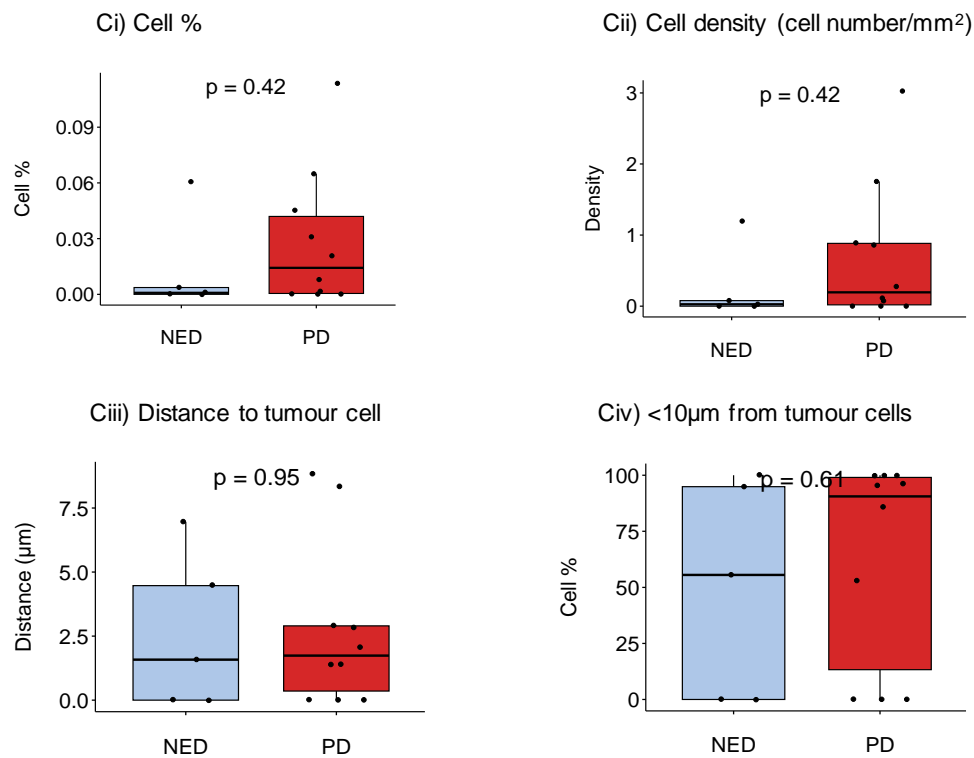 Ci) Cell %
p = 0.42
0.09
0.06
0.03
0.00
Cell %
NED PD
Cii) Cell density (cell number/mm²)
p = 0.42
3
2
1
0
Density
NED PD
Ciii) Distance to tumour cell
p = 0.95
7.5
5.0
2.5
0.0
Distance (µm)
NED PD
Civ) <10µm from tumour cells
p = 0.61
100
75
50
25
0
Cell %
NED PD